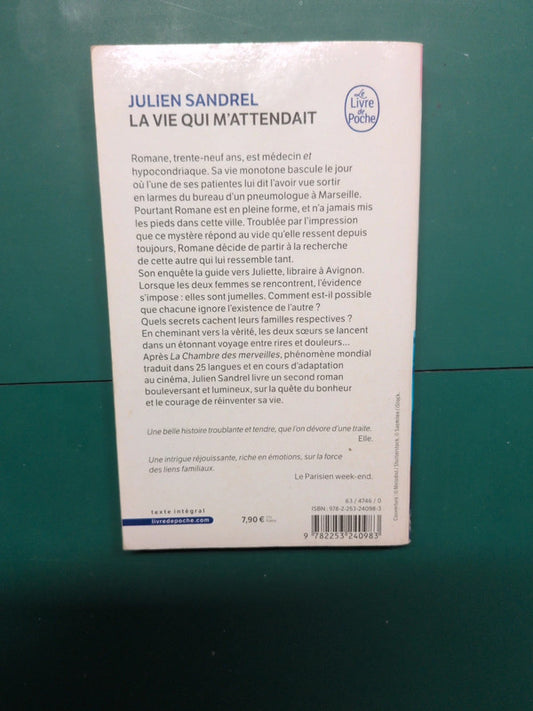 JULIEN SANDREL
LA VIE QUI M'ATTENDAIT
Le
Livre
de
Poche
Romane, trente-neuf ans, est médecin et
hypocondriaque. Sa vie monotone bascule le jour
où l'une de ses patientes lui dit l'avoir vue sortir
en larmes du bureau d'un pneumologue à Marseille.
Pourtant Romane est en pleine forme, et n'a jamais mis
les pieds dans cette ville. Troublée par l'impression
que ce mystère répond au vide qu'elle ressent depuis
toujours, Romane décide de partir à la recherche
de cette autre qui lui ressemble tant.
Son enquête la guide vers Juliette, libraire à Avignon.
Lorsque les deux femmes se rencontrent, l'évidence
s'impose : elles sont jumelles. Comment est-il possible
que chacune ignore l'existence de l'autre ?
Quels secrets cachent leurs familles respectives ?
En cheminant vers la vérité, les deux sœurs se lancent
dans un étonnant voyage entre rires et douleurs...
Après La Chambre des merveilles, phénomène mondial
traduit dans 25 langues et en cours d'adaptation
au cinéma, Julien Sandrel livre un second roman
bouleversant et lumineux, sur la quête du bonheur
et le courage de réinventer sa vie.
Une belle histoire troublante et tendre, que l'on dévore d'une traite.
Elle.
Une intrigue réjouissante, riche en émotions, sur la force
des liens familiaux.
Le Parisien week-end.
texte intégral
livredepoche.com
7,90 €
63 / 4746 / 0
ISBN : 978-2-253-24098-3
9 782253 240983